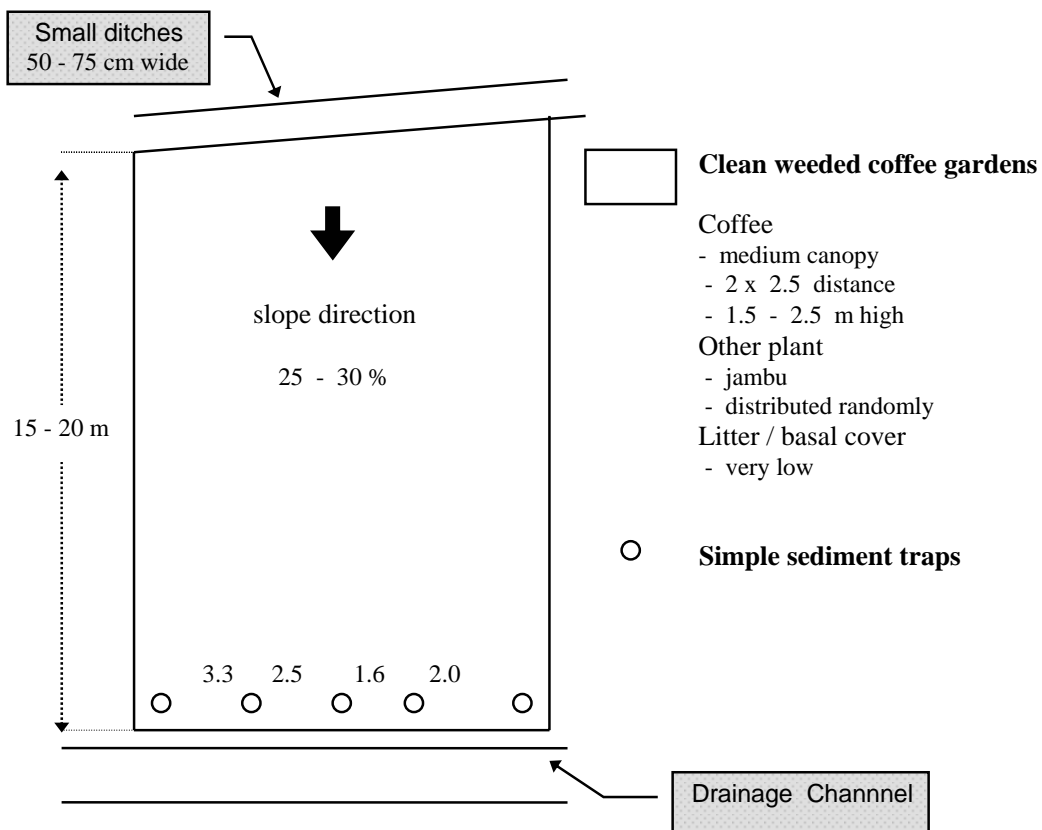 Small ditches
50 - 75 cm wide
Clean weeded coffee gardens
Coffee
- medium canopy
- 2 x 2.5 distance
- 1.5 - 2.5 m high
Other plant
- jambu
- distributed randomly
Litter / basal cover
- very low
slope direction
25 - 30 %
15 - 20 m
Simple sediment traps
3.3 2.5 1.6 2.0
Drainage Channnel